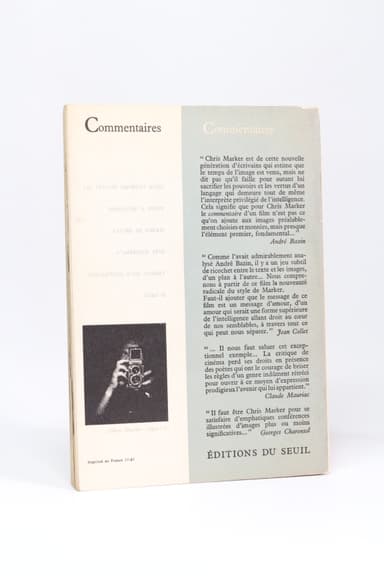 Commentaires
Commentaires
“ Chris Marker est de cette nouvelle
génération d'écrivains qui estime que
le temps de l'image est venu, mais ne
dit pas qu'il faille pour autant lui
sacrifier les pouvoirs et les vertus d'un
langage qui demeure tout de même
l'interprète privilégié de l'intelligence.
Cela signifie que pour Chris Marker
le commentaire d'un film n'est pas ce
qu'on ajoute aux images préalable-
ment choisies et montées, mais presque
l'élément premier, fondamental...”
André Bazin
“ Comme l'avait admirablement ana-
lysé André Bazin, il y a un jeu subtil
de ricochet entre le texte et les images,
d'un plan à l'autre... Nous compre-
nons à partir de ce film la nouveauté
radicale du style de Marker.
Faut-il ajouter que le message de ce
film est un message d'amour, d'un
amour qui serait une forme supérieure
de l'intelligence allant droit au cœur
de nos semblables, à travers tout ce
qui peut nous séparer.” Jean Collet
“ ... Il nous faut saluer cet excep-
tionnel exemple... La critique de
cinéma perd ses droits en présence
des poètes qui ont le courage de briser
les règles d'un genre indûment rétréci
pour ouvrir à ce moyen d'expression
prodigieux l'avenir qui lui appartient.”
Claude Mauriac
“ Il faut être Chris Marker pour se
satisfaire d'emphatiques conférences
illustrées d'images plus ou moins
significatives...” Georges Charensol
Imprimé en France
ÉDITIONS DU SEUIL